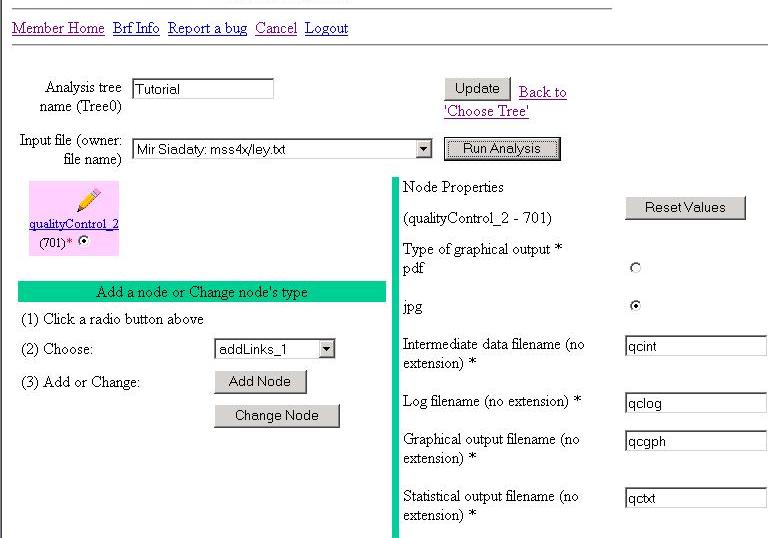 Member Home Brf Info Report a bug Cancel Logout
Analysis tree name (Tree0)
Tutorial
Update
Back to 'Choose Tree'
Input file (owner: file name)
Mir Siadaty: mss4x/ley.txt
Run Analysis
qualityControl_2
(701)*
Add a node or Change node's type
(1) Click a radio button above
(2) Choose:
addLinks_1
(3) Add or Change:
Add Node
Change Node
Node Properties
(qualityControl_2 - 701)
Reset Values
Type of graphical output *
pdf
jpg
Intermediate data filename (no extension) *
qcint
Log filename (no extension) *
qclog
Graphical output filename (no extension) *
qcgph
Statistical output filename (no extension) *
qctxt